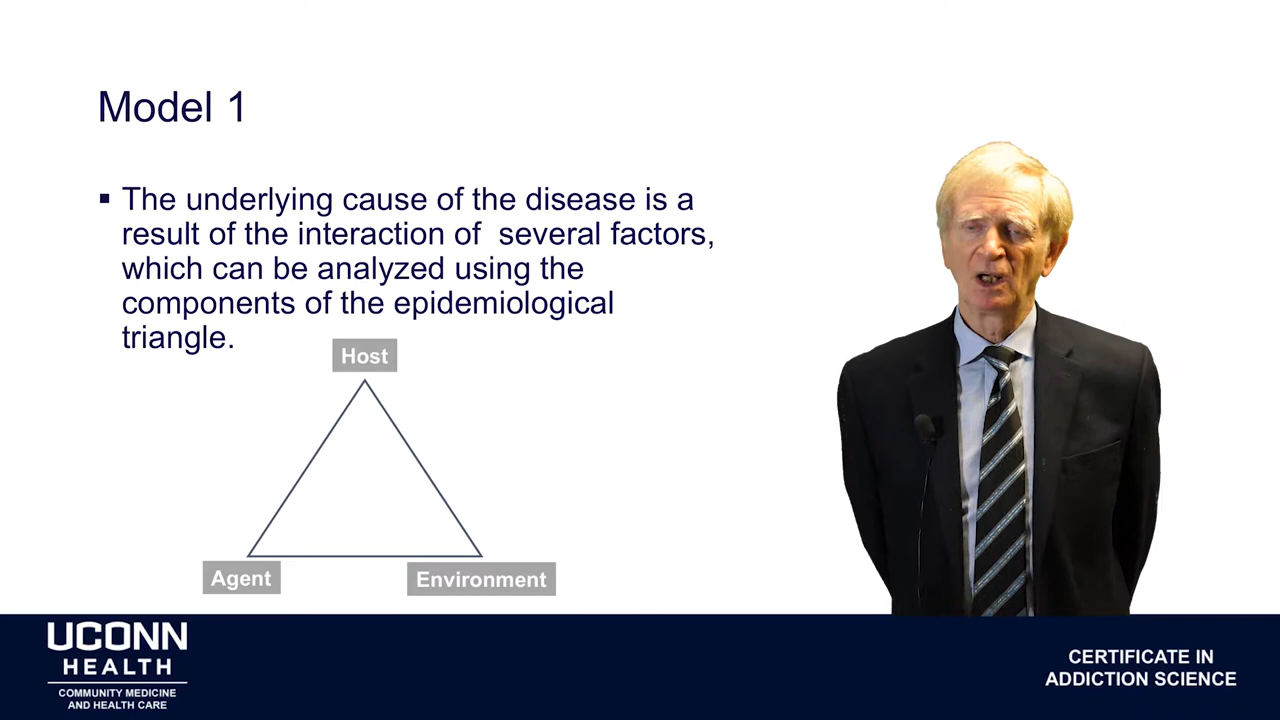 Model 1
▪ The underlying cause of the disease is a
result of the interaction of  several factors,
which can be analyzed using the
components of the epidemiological
triangle.
Host
Agent
Environment
UCONN
HEALTH
COMMUNITY MEDICINE
AND HEALTH CARE
CERTIFICATE IN
ADDICTION SCIENCE